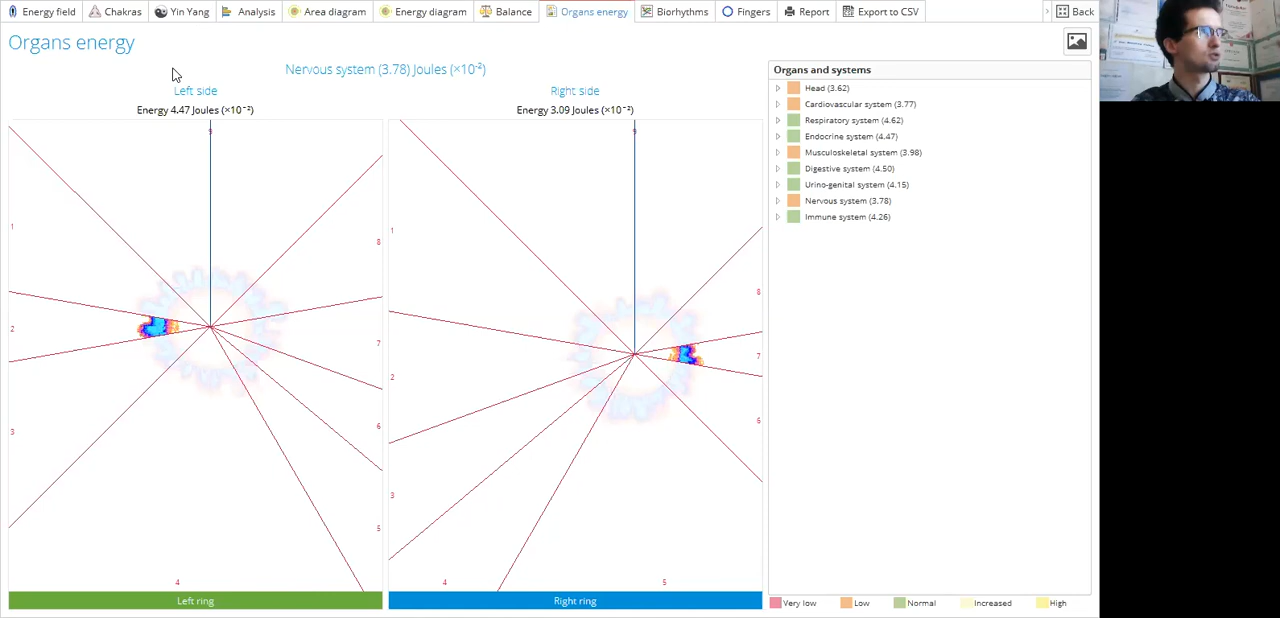 Energy field Chakras Yin Yang Analysis Area diagram Energy diagram Balance Organs energy Biorhythms Fingers Report Export to CSV Back
Organs energy
Nervous system (3.78) Joules (×10⁻²)
Left side
Energy 4.47 Joules (×10⁻²)
9
1
8
2
7
3
6
5
4
Left ring
Right side
Energy 3.09 Joules (×10⁻²)
9
1
8
7
2
6
3
4
5
Right ring
Organs and systems
Head (3.62)
Cardiovascular system (3.77)
Respiratory system (4.62)
Endocrine system (4.47)
Musculoskeletal system (3.98)
Digestive system (4.50)
Urino-genital system (4.15)
Nervous system (3.78)
Immune system (4.26)
Very low Low Normal Increased High